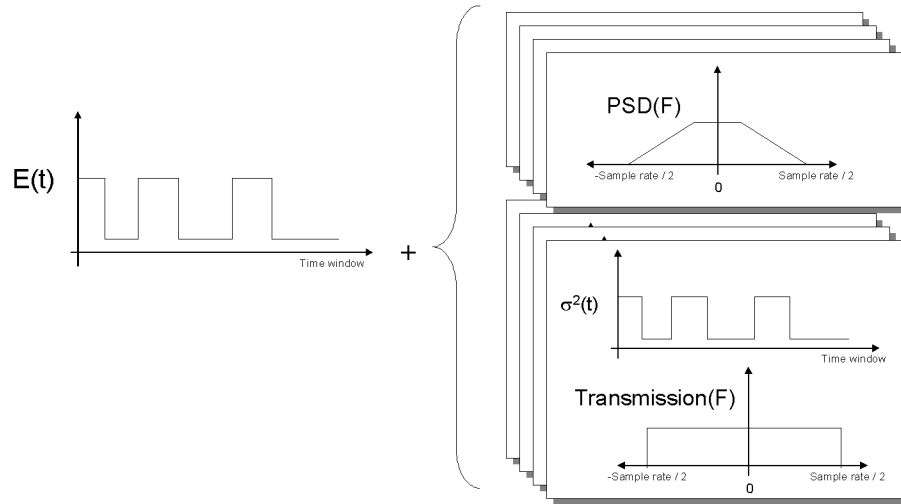 E(t)
Time window
+
PSD(F)
-Sample rate / 2
0
Sample rate / 2
σ²(t)
Time window
Transmission(F)
-Sample rate / 2
0
Sample rate / 2